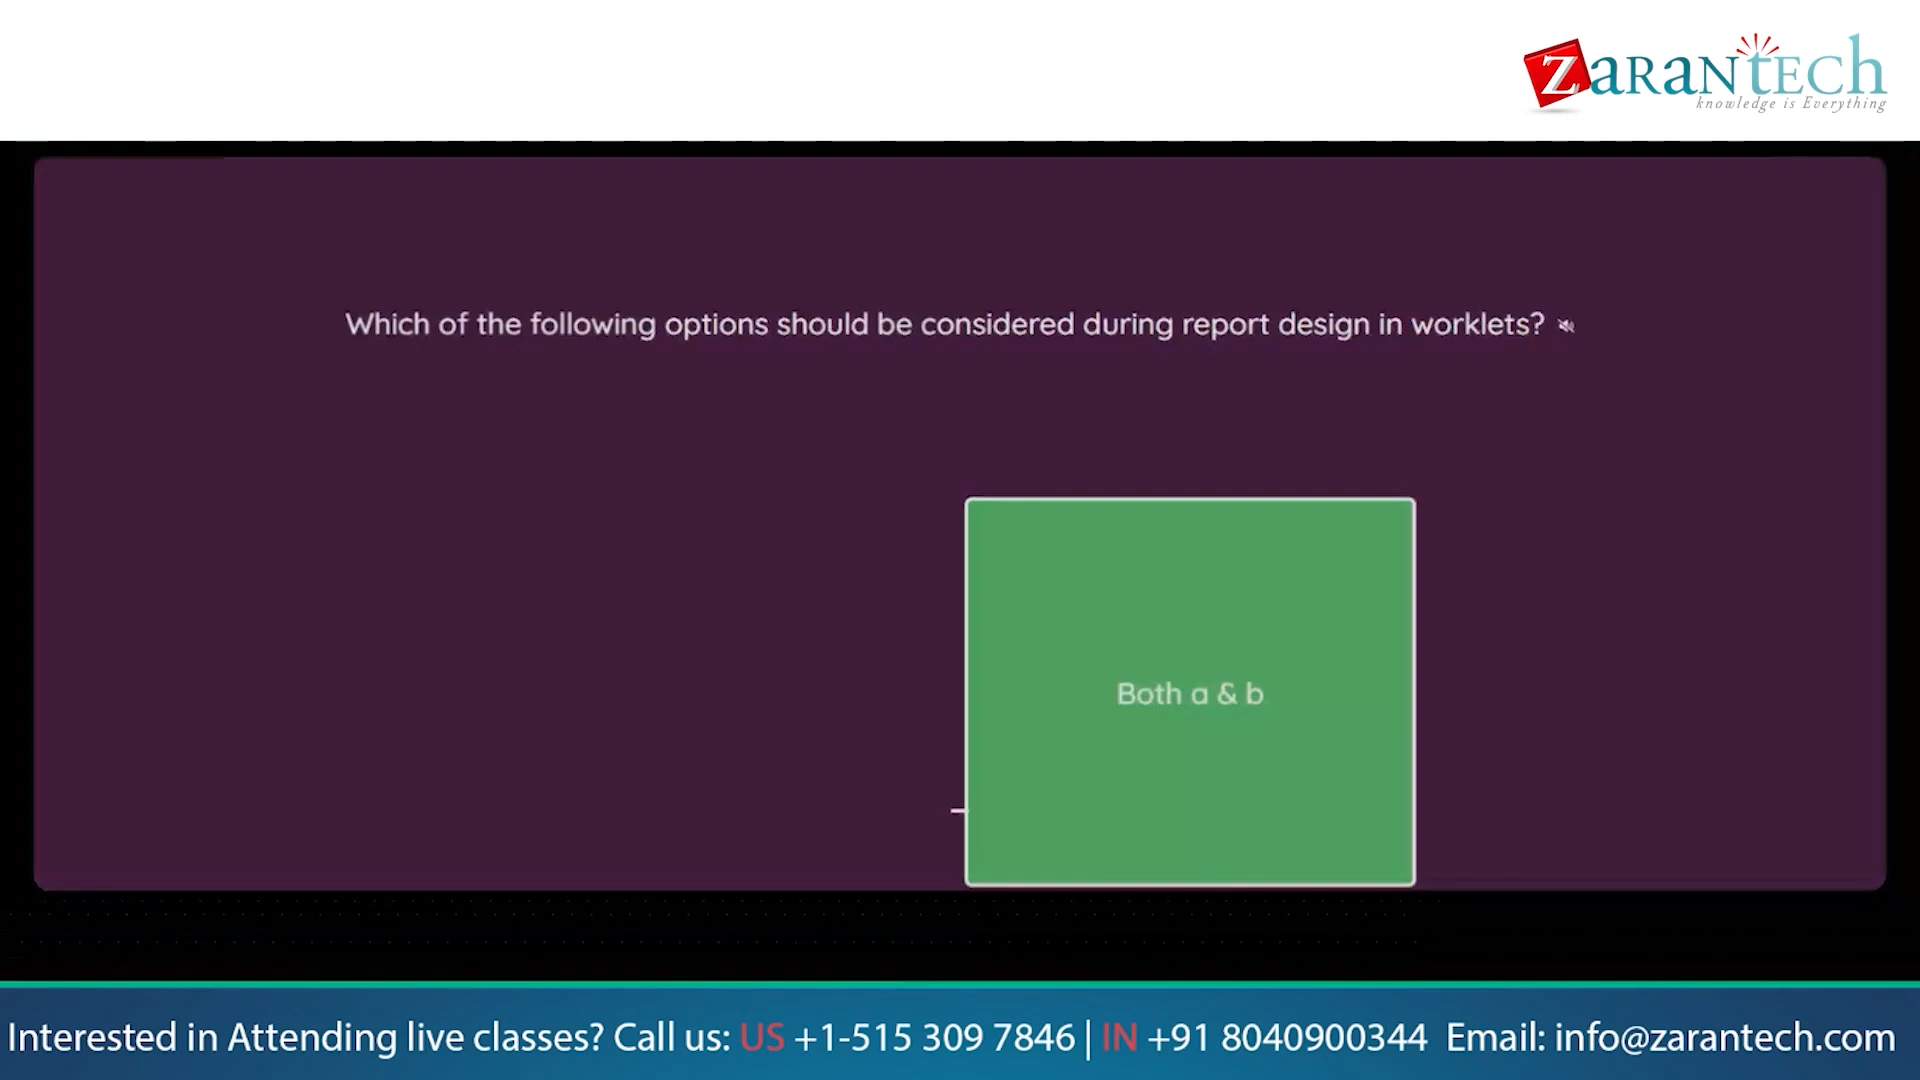 ZARANTECH
knowledge is Everything
Which of the following options should be considered during report design in worklets?
Both a & b
Interested in Attending live classes? Call us: US +1-515 309 7846 | IN +91 8040900344 Email: info@zarantech.com